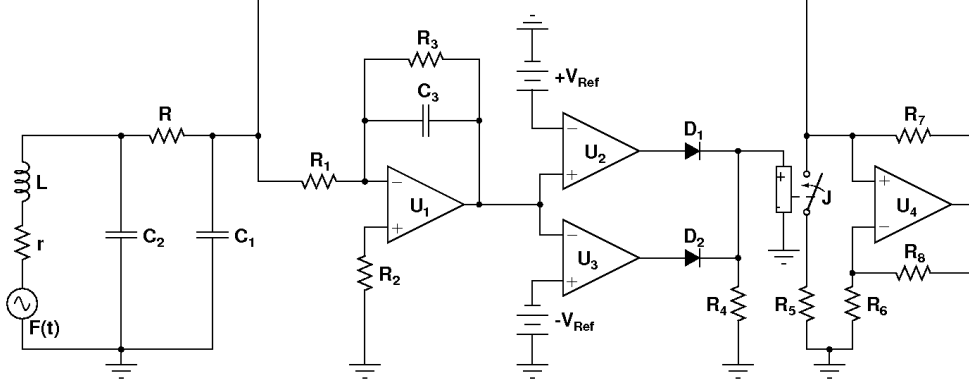 R₃
+V_Ref
C₃
R
D₁
R₇
U₂
R₁
L
U₁
+
-
J
U₄
C₂
C₁
D₂
r
U₃
R₂
R₈
F(t)
-V_Ref
R₄
R₅
R₆